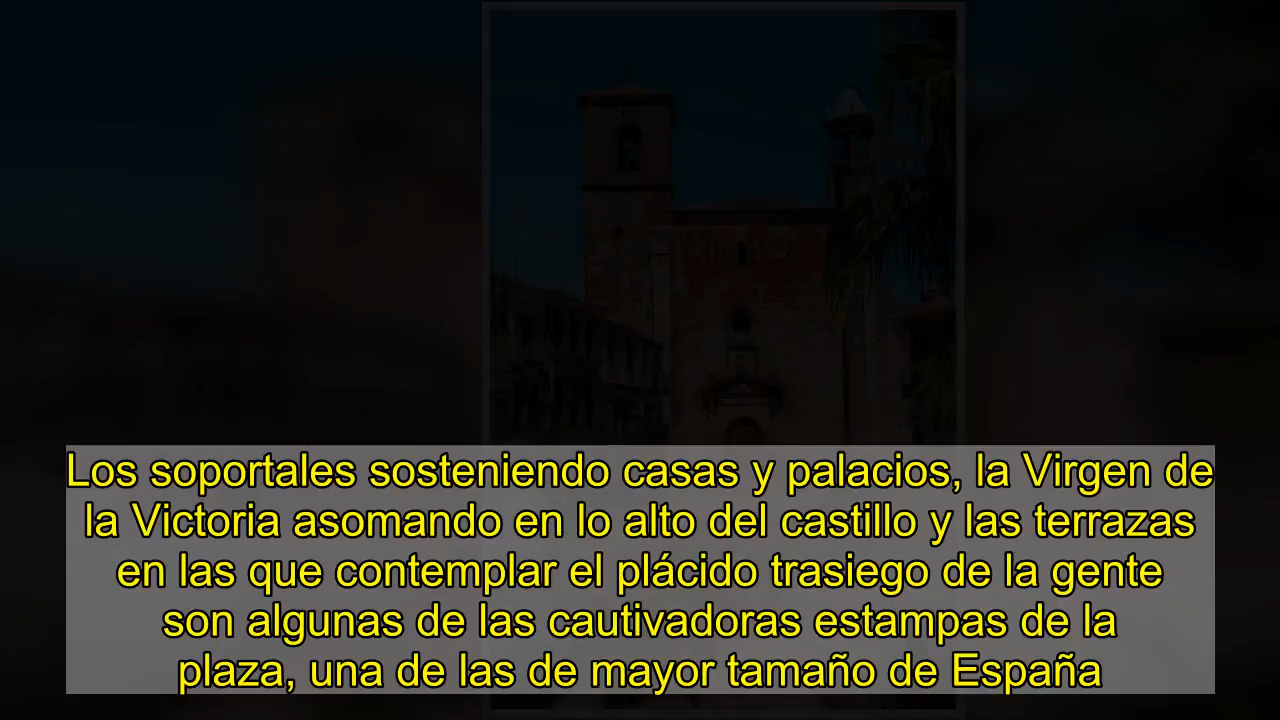 Los soportales sosteniendo casas y palacios, la Virgen de
la Victoria asomando en lo alto del castillo y las terrazas
en las que contemplar el plácido trasiego de la gente
son algunas de las cautivadoras estampas de la
plaza, una de las de mayor tamaño de España